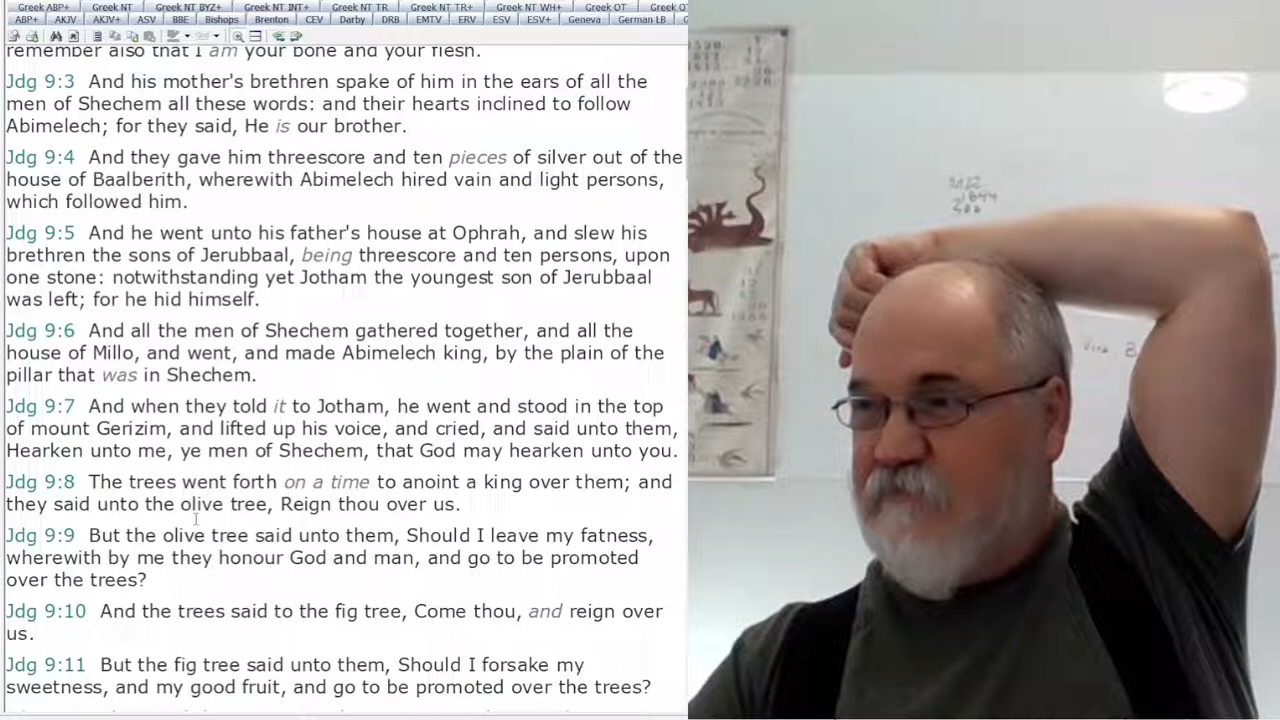 Greek ABP+ Greek NT Greek NT BYZ+ Greek NT INT+ Greek NT TR Greek NT TR+ Greek NT WH+ Greek OT Greek
ABP+ AKJV AKJV+ ASV BBE Bishops Brenton CEV Darby DRB EMTV ERV ESV ESV+ Geneva German LB
remember also that I am your bone and your flesh.
Jdg 9:3 And his mother's brethren spake of him in the ears of all the
men of Shechem all these words: and their hearts inclined to follow
Abimelech; for they said, He is our brother.
Jdg 9:4 And they gave him threescore and ten pieces of silver out of the
house of Baalberith, wherewith Abimelech hired vain and light persons,
which followed him.
Jdg 9:5 And he went unto his father's house at Ophrah, and slew his
brethren the sons of Jerubbaal, being threescore and ten persons, upon
one stone: notwithstanding yet Jotham the youngest son of Jerubbaal
was left; for he hid himself.
Jdg 9:6 And all the men of Shechem gathered together, and all the
house of Millo, and went, and made Abimelech king, by the plain of the
pillar that was in Shechem.
Jdg 9:7 And when they told it to Jotham, he went and stood in the top
of mount Gerizim, and lifted up his voice, and cried, and said unto them,
Hearken unto me, ye men of Shechem, that God may hearken unto you.
Jdg 9:8 The trees went forth on a time to anoint a king over them; and
they said unto the olive tree, Reign thou over us.
Jdg 9:9 But the olive tree said unto them, Should I leave my fatness,
wherewith by me they honour God and man, and go to be promoted
over the trees?
Jdg 9:10 And the trees said to the fig tree, Come thou, and reign over
us.
Jdg 9:11 But the fig tree said unto them, Should I forsake my
sweetness, and my good fruit, and go to be promoted over the trees?
1844